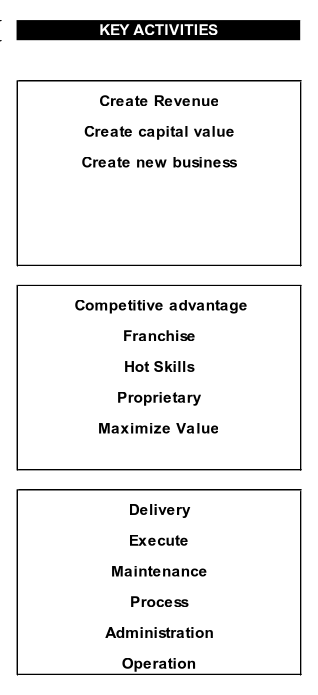 KEY ACTIVITIES
Create Revenue
Create capital value
Create new business
Competitive advantage
Franchise
Hot Skills
Proprietary
Maximize Value
Delivery
Execute
Maintenance
Process
Administration
Operation